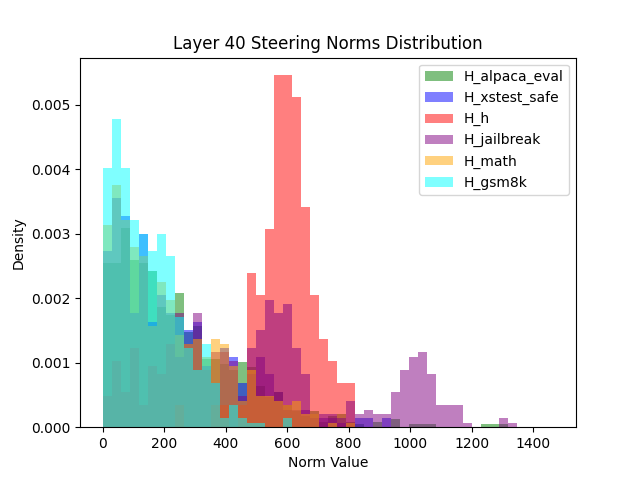 Layer 40 Steering Norms Distribution
H_alpaca_eval
H_xstest_safe
H_h
H_jailbreak
H_math
H_gsm8k
Density
0.005
0.004
0.003
0.002
0.001
0.000
0 200 400 600 800 1000 1200 1400
Norm Value